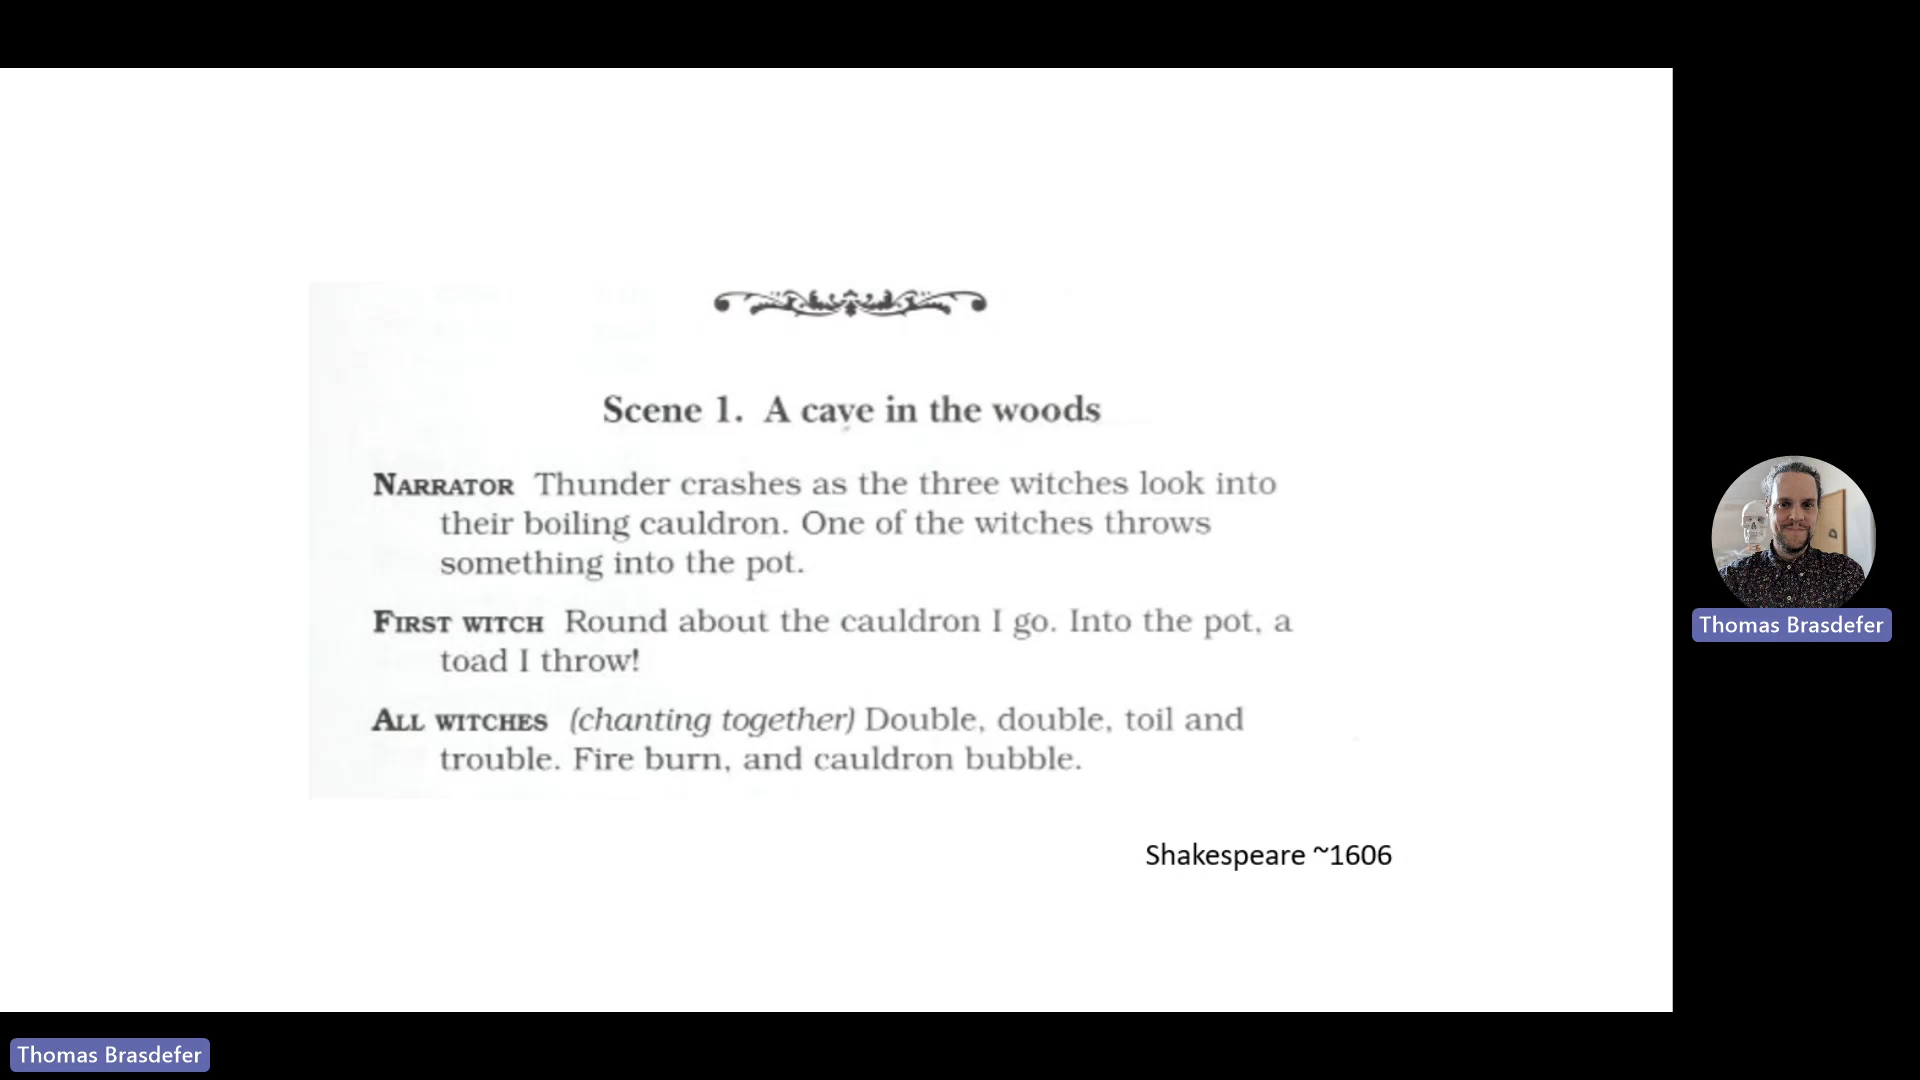 Scene 1. A cave in the woods
NARRATOR Thunder crashes as the three witches look into
their boiling cauldron. One of the witches throws
something into the pot.
FIRST WITCH Round about the cauldron I go. Into the pot, a
toad I throw!
ALL WITCHES (chanting together) Double, double, toil and
trouble. Fire burn, and cauldron bubble.
Shakespeare ~1606
Thomas Brasdefer
Thomas Brasdefer